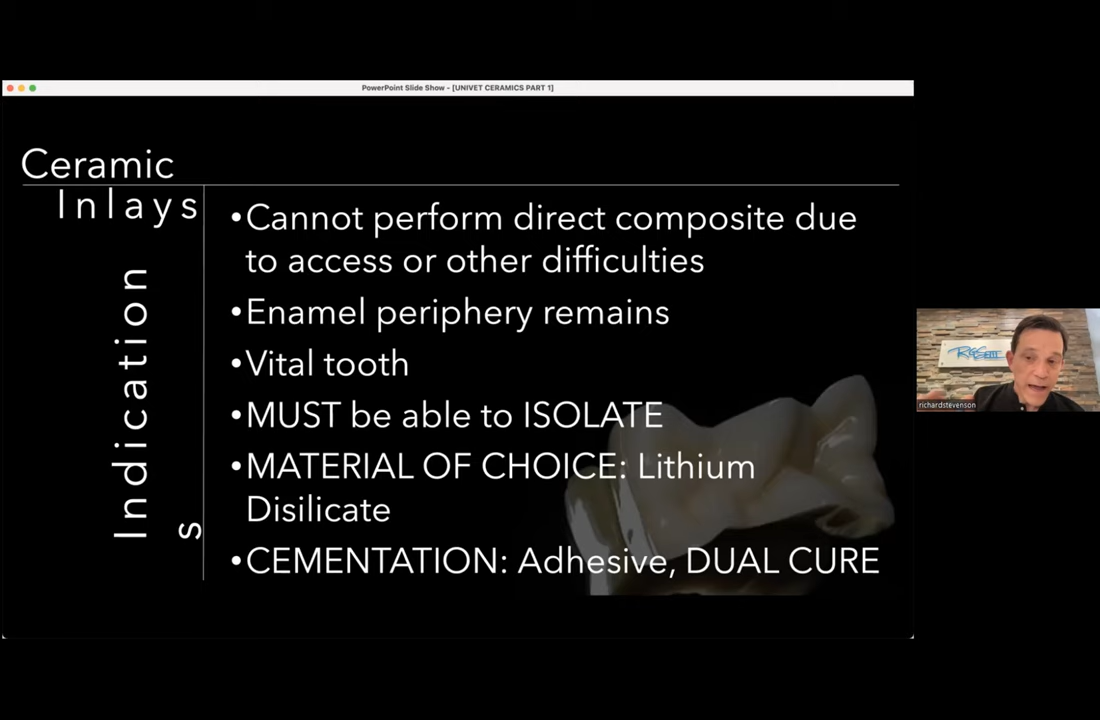 PowerPoint Slide Show - [UNIVET CERAMICS PART 1]
Ceramic
Inlays
Indication
s
•Cannot perform direct composite due
to access or other difficulties
•Enamel periphery remains
•Vital tooth
•MUST be able to ISOLATE
•MATERIAL OF CHOICE: Lithium
Disilicate
•CEMENTATION: Adhesive, DUAL CURE
richardstevenson